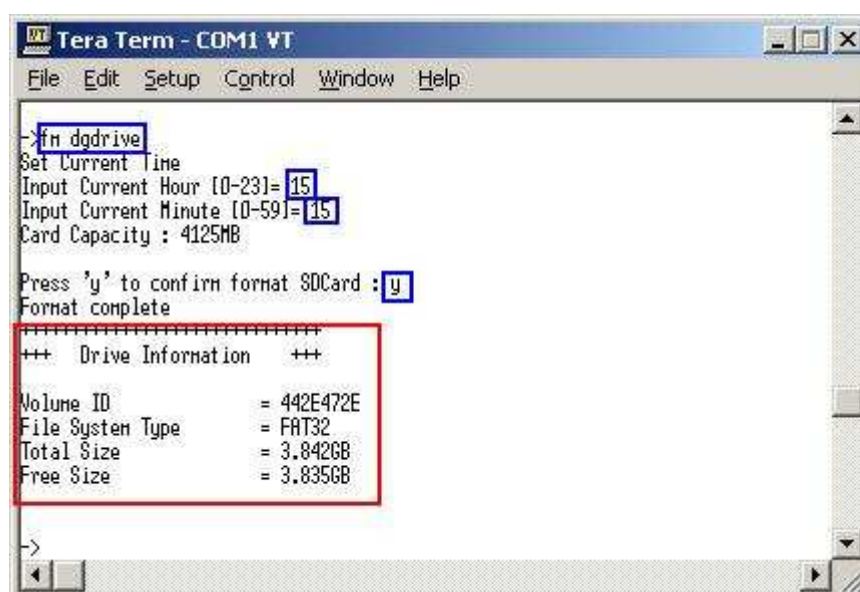 Tera Term - COM1 VT
File Edit Setup Control Window Help
->fm dgdrive
Set Current Time
Input Current Hour [0-23]= 15
Input Current Minute [0-59]= 15
Card Capacity : 4125MB
Press 'y' to confirm format SDCard : y
Format complete
++++++++++++++++++++++++++++++
+++ Drive Information +++
Volume ID = 442E472E
File System Type = FAT32
Total Size = 3.842GB
Free Size = 3.835GB
->